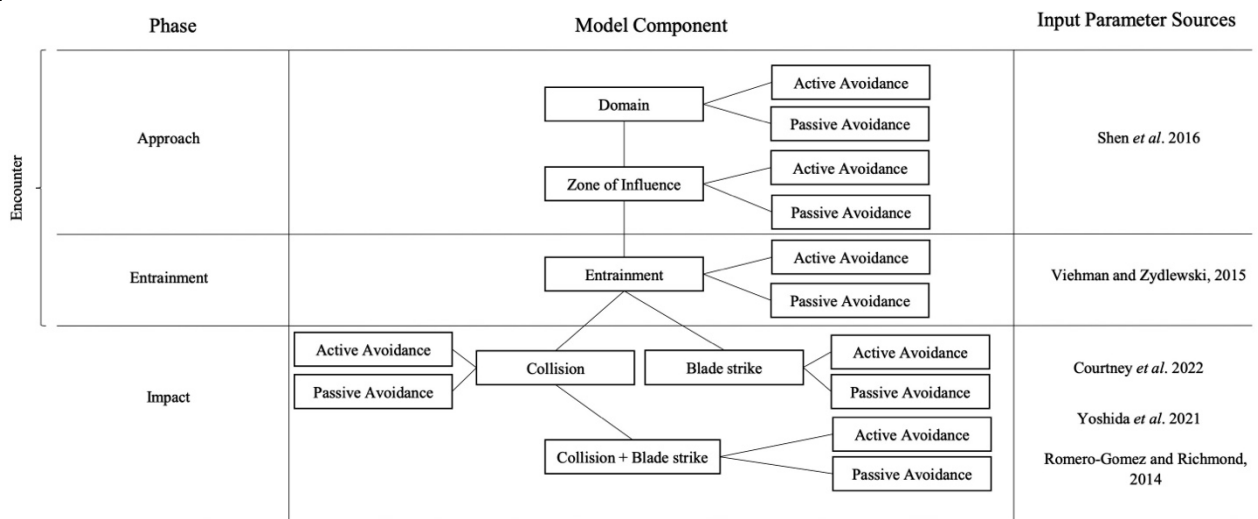 Phase
Model Component
Input Parameter Sources
Encounter
Approach
Domain
Active Avoidance
Passive Avoidance
Zone of Influence
Active Avoidance
Passive Avoidance
Shen et al. 2016
Entrainment
Entrainment
Active Avoidance
Passive Avoidance
Viehman and Zydlewski, 2015
Impact
Active Avoidance
Passive Avoidance
Collision
Blade strike
Active Avoidance
Passive Avoidance
Collision + Blade strike
Active Avoidance
Passive Avoidance
Courtney et al. 2022
Yoshida et al. 2021
Romero-Gomez and Richmond,
2014